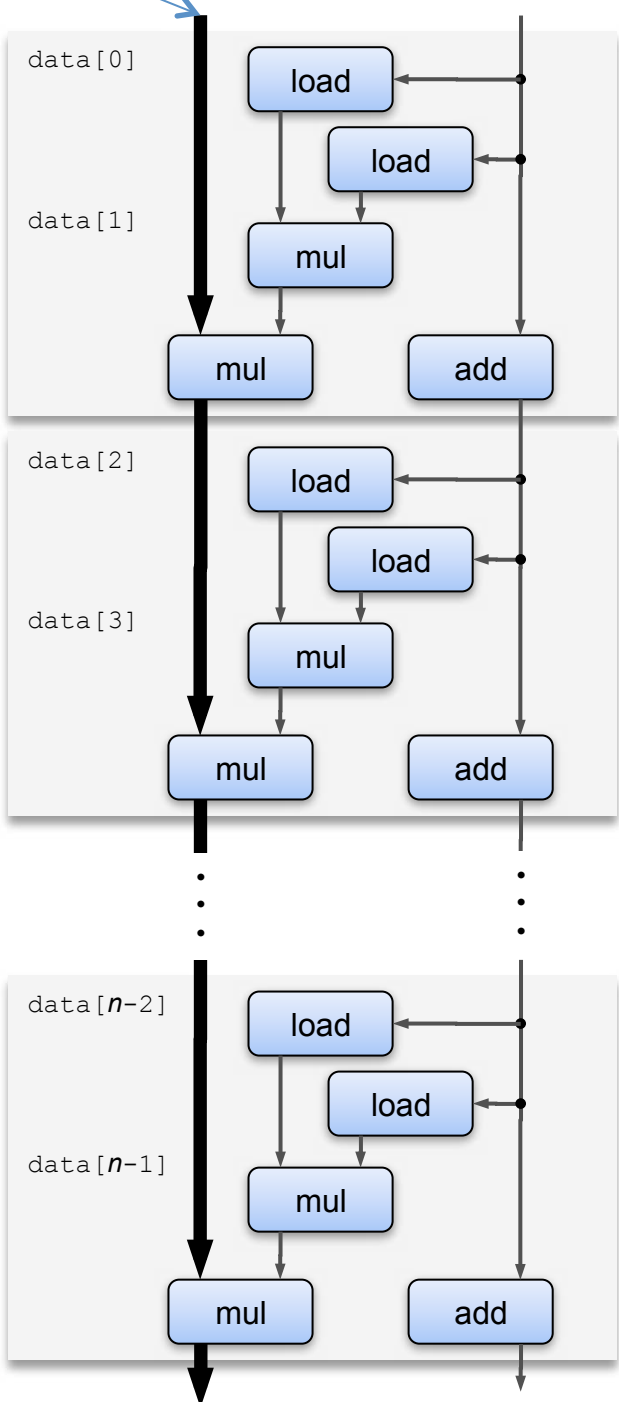 data[0]
load
load
data[1]
mul
mul add
data[2]
load
load
data[3]
mul
mul add
data[n-2]
load
load
data[n-1]
mul
mul add